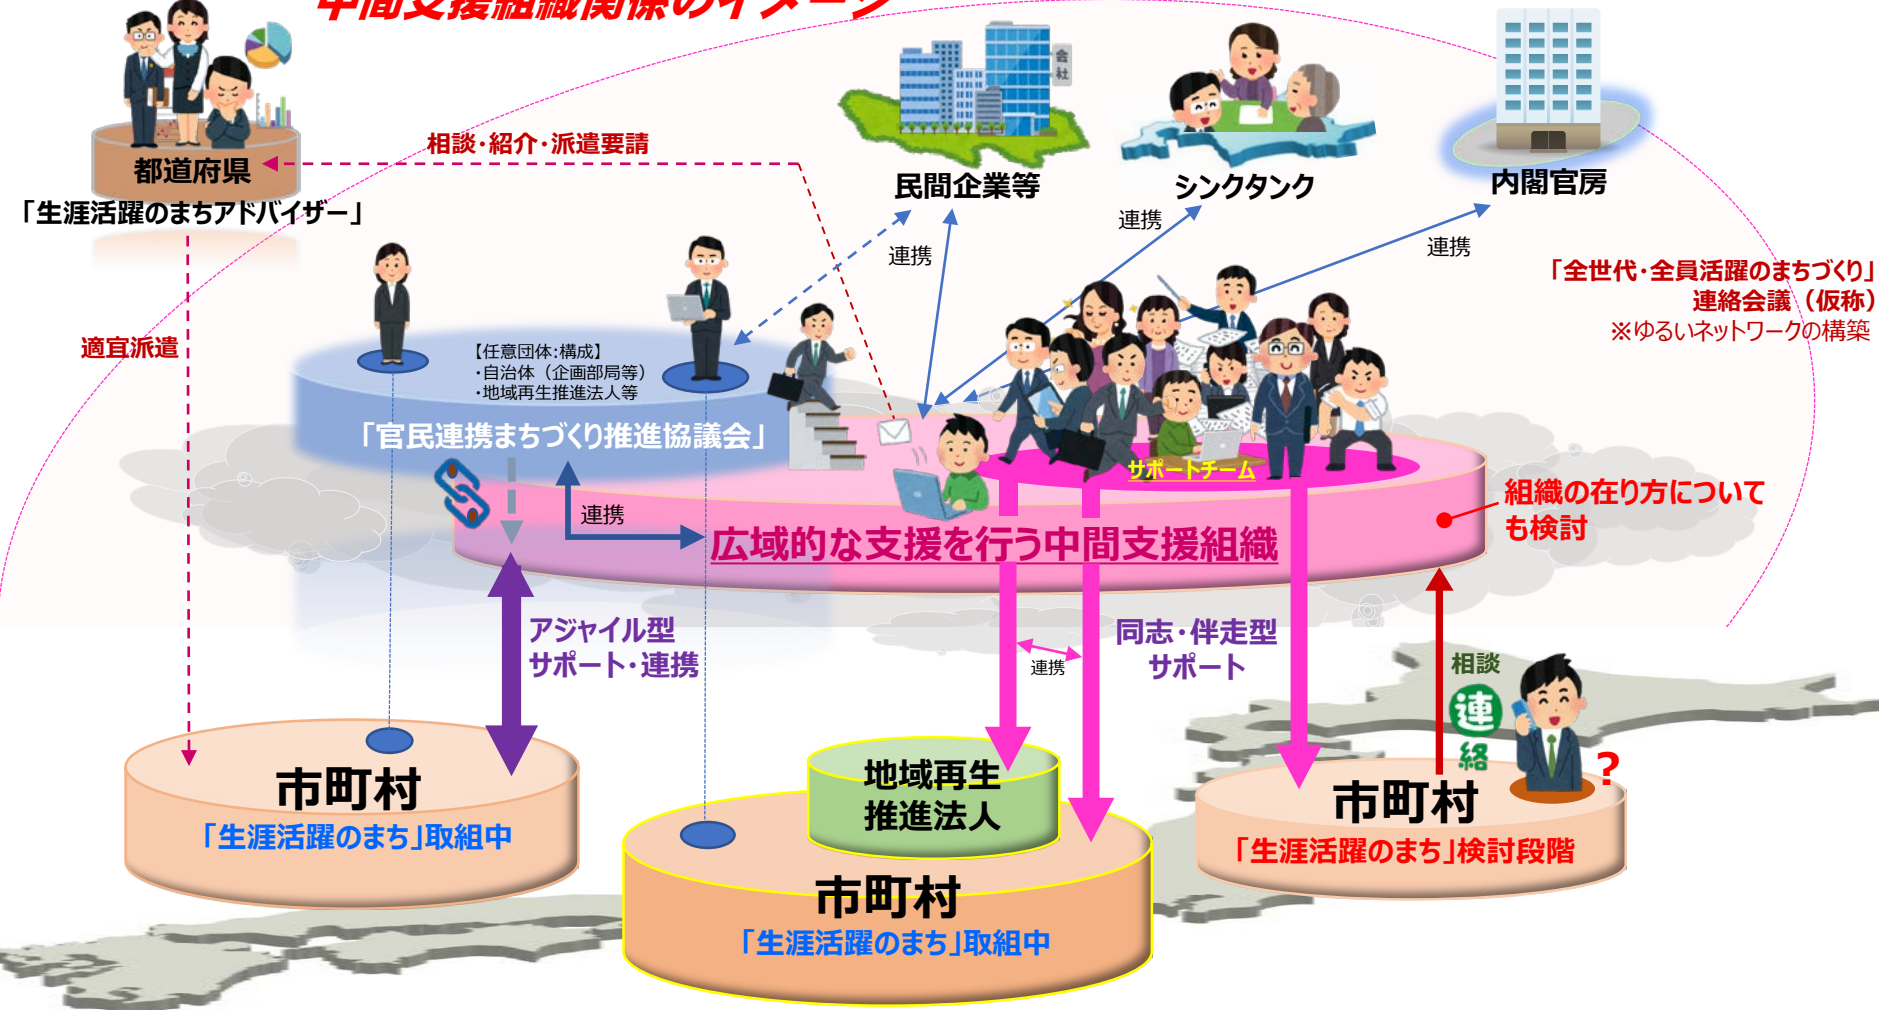 中間支援組織関係のイメージ
会社
都道府県
「生涯活躍のまちアドバイザー」
相談・紹介・派遣要請
民間企業等
シンクタンク
内閣官房
連携
連携
連携
「全世代・全員活躍のまちづくり」
連絡会議（仮称）
※ゆるいネットワークの構築
適宜派遣
【任意団体:構成】
・自治体（企画部局等）
・地域再生推進法人等
「官民連携まちづくり推進協議会」
サポートチーム
連携
広域的な支援を行う中間支援組織
組織の在り方について
も検討
アジャイル型
サポート・連携
連携
同志・伴走型
サポート
相談
連
絡
?
市町村
「生涯活躍のまち」取組中
地域再生
推進法人
市町村
「生涯活躍のまち」取組中
市町村
「生涯活躍のまち」検討段階